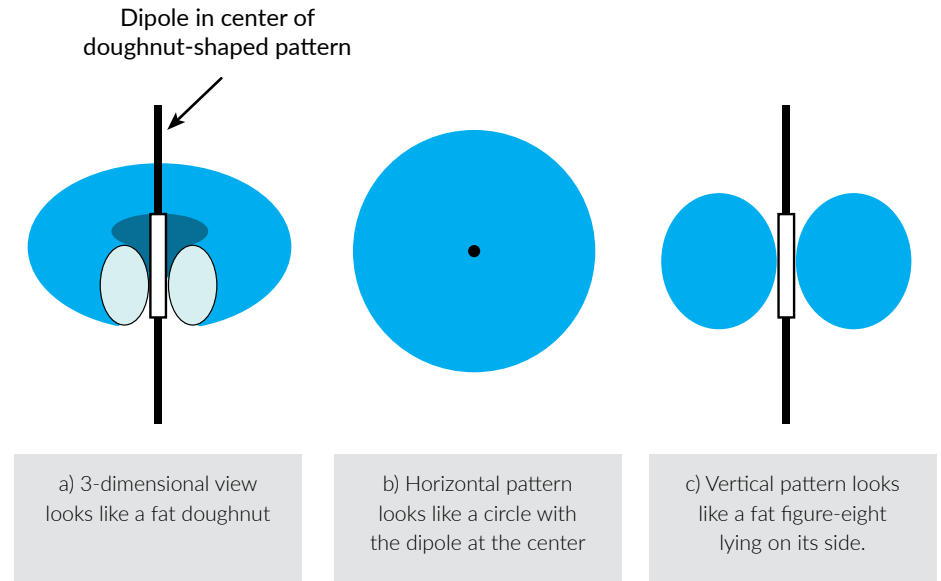 Dipole in center of
doughnut-shaped pattern
a) 3-dimensional view
looks like a fat doughnut
b) Horizontal pattern
looks like a circle with
the dipole at the center
c) Vertical pattern looks
like a fat figure-eight
lying on its side.